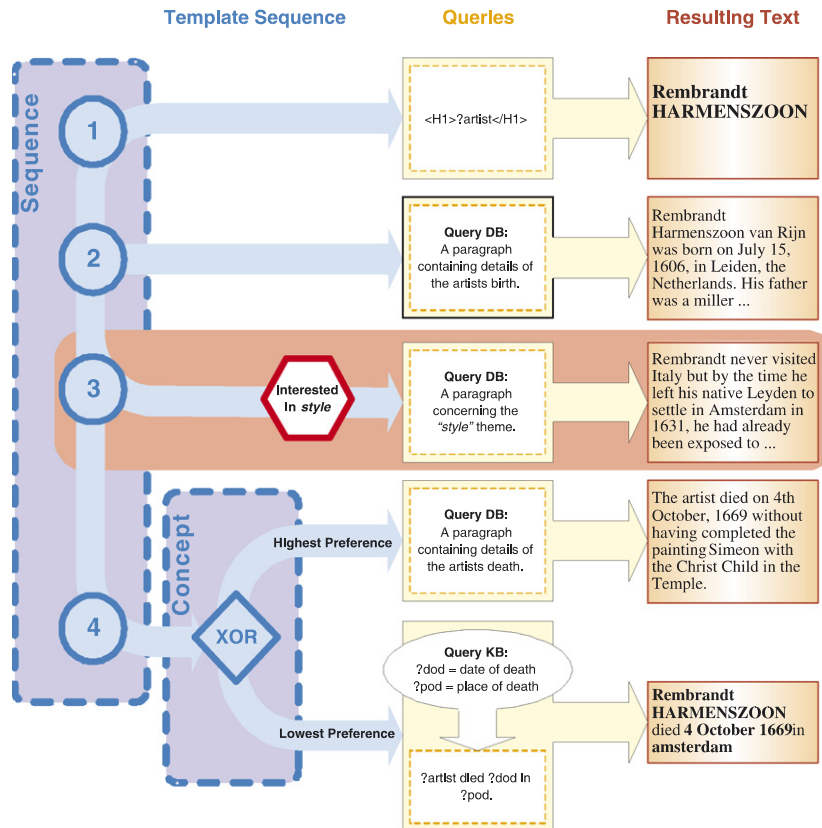 Template Sequence
Querles
Resultlng Text
Sequence
1
<H1>?artist</H1>
Rembrandt
HARMENSZOON
2
Query DB:
A paragraph
containing details of
the artists birth.
Rembrandt
Harmenszoon van Rijn
was born on July 15,
1606, in Leiden, the
Netherlands. His father
was a miller ...
3
Interested
In style
Query DB:
A paragraph
concerning the
“style” theme.
Rembrandt never visited
Italy but by the time he
left his native Leyden to
settle in Amsterdam in
1631, he had already
been exposed to ...
Concept
HIghest Preference
Query DB:
A paragraph
containing details of
the artists death.
The artist died on 4th
October, 1669 without
having completed the
painting Simeon with
the Christ Child in the
Temple.
4
XOR
Lowest Preference
Query KB:
?dod = date of death
?pod = place of death
?artist dled ?dod ln
?pod.
Rembrandt
HARMENSZOON
died 4 October 1669in
amsterdam